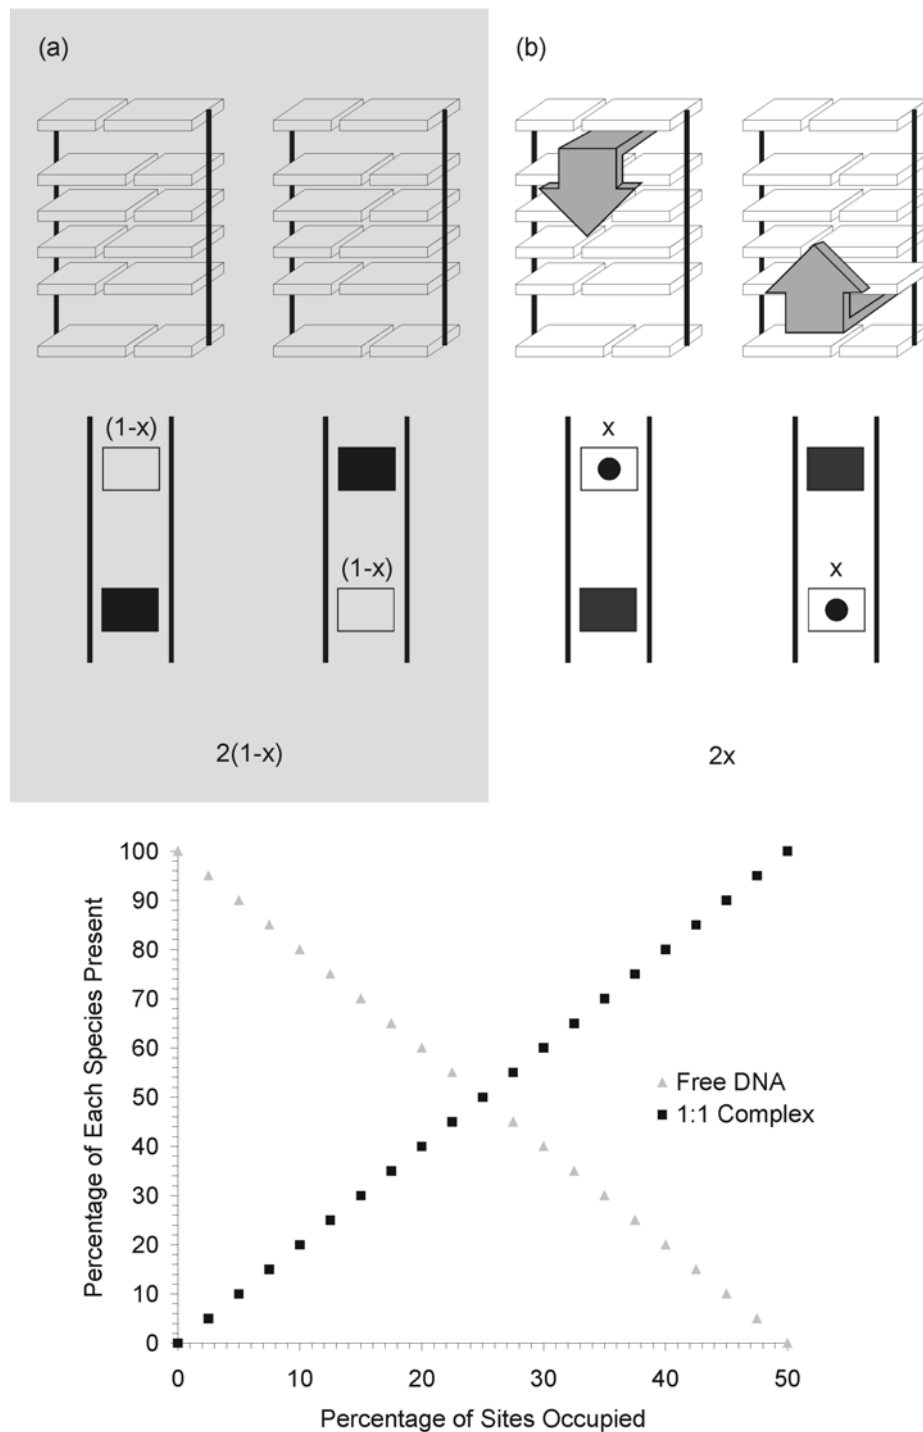 (a)
(b)
(1-x)
x
(1-x)
x
2(1-x)
2x
Percentage of Each Species Present
100
90
80
70
60
50
40
30
20
10
0
Free DNA
1:1 Complex
0 10 20 30 40 50
Percentage of Sites Occupied